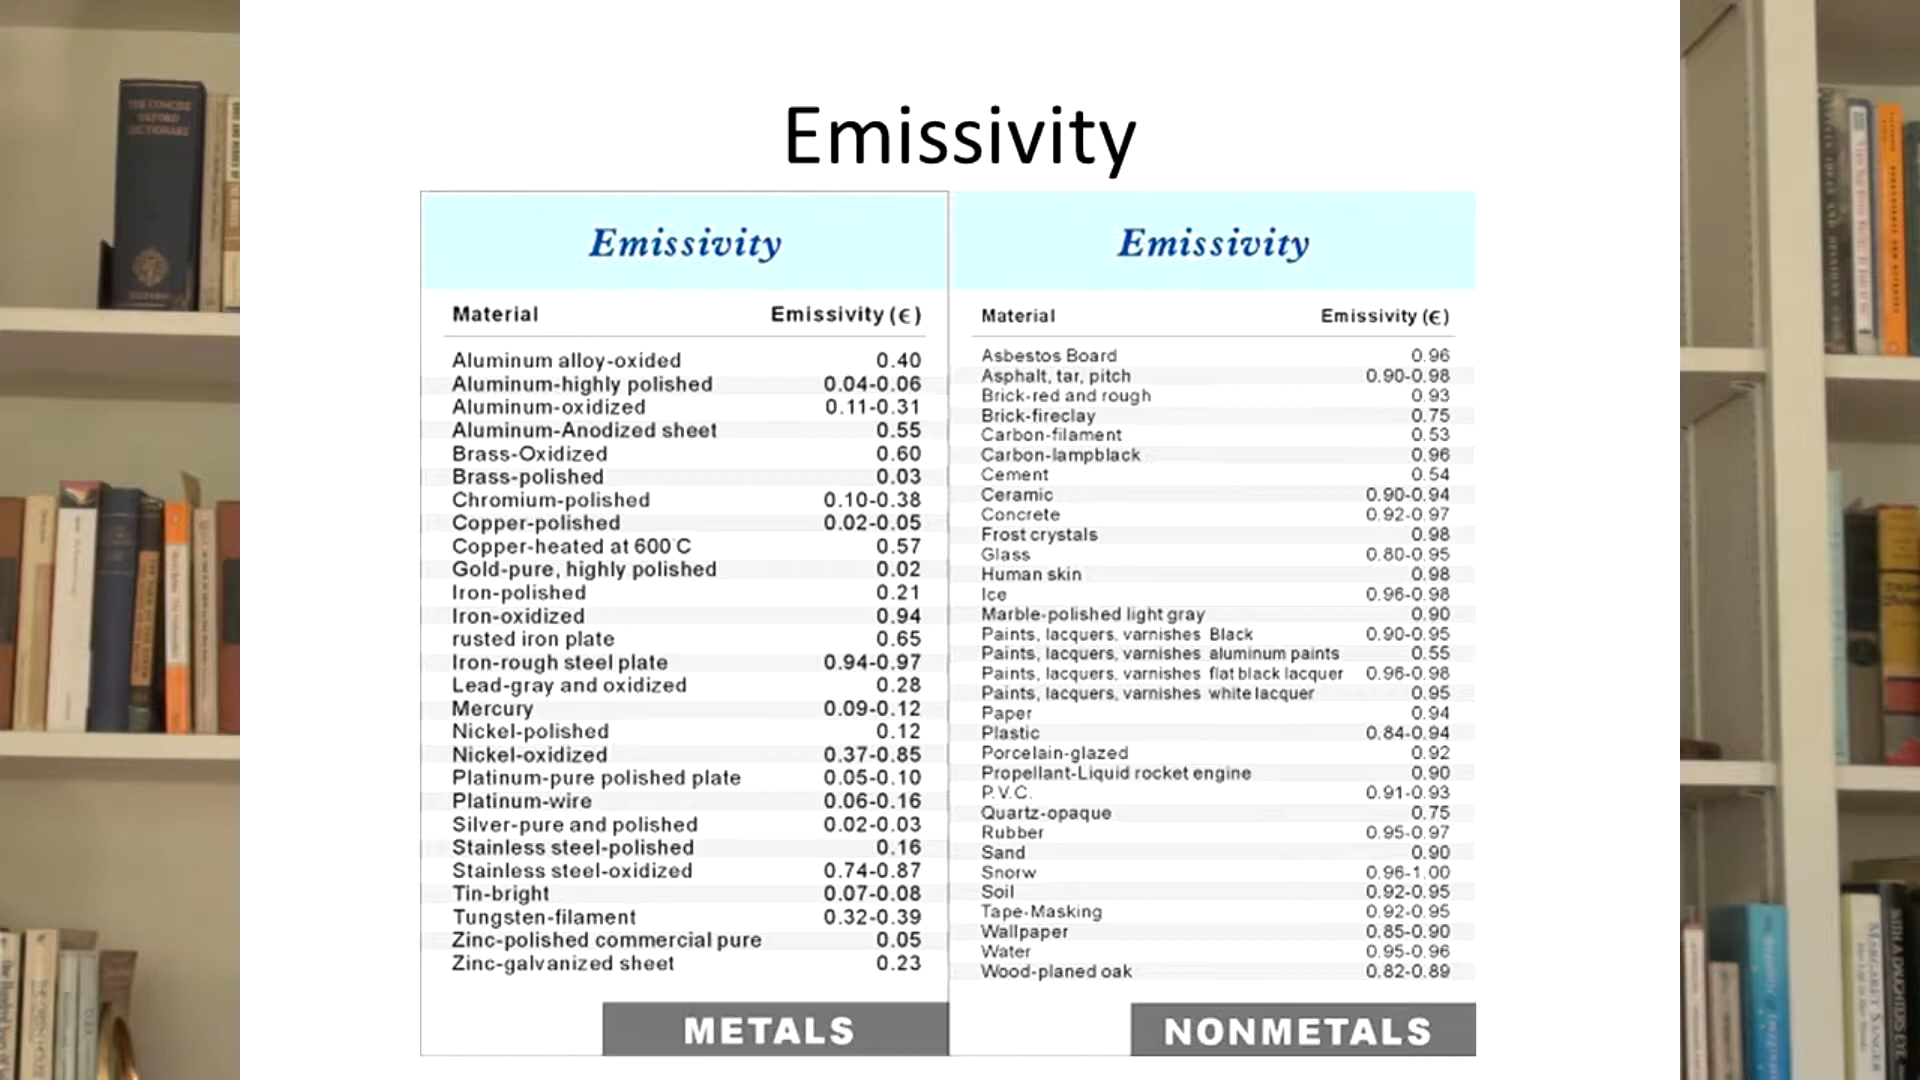 Emissivity
Emissivity
Material Emissivity (ϵ)
Aluminum alloy-oxided 0.40
Aluminum-highly polished 0.04-0.06
Aluminum-oxidized 0.11-0.31
Aluminum-Anodized sheet 0.55
Brass-Oxidized 0.60
Brass-polished 0.03
Chromium-polished 0.10-0.38
Copper-polished 0.02-0.05
Copper-heated at 600°C 0.57
Gold-pure, highly polished 0.02
Iron-polished 0.21
Iron-oxidized 0.94
rusted iron plate 0.65
Iron-rough steel plate 0.94-0.97
Lead-gray and oxidized 0.28
Mercury 0.09-0.12
Nickel-polished 0.12
Nickel-oxidized 0.37-0.85
Platinum-pure polished plate 0.05-0.10
Platinum-wire 0.06-0.16
Silver-pure and polished 0.02-0.03
Stainless steel-polished 0.16
Stainless steel-oxidized 0.74-0.87
Tin-bright 0.07-0.08
Tungsten-filament 0.32-0.39
Zinc-polished commercial pure 0.05
Zinc-galvanized sheet 0.23
METALS
Emissivity
Material Emissivity (ϵ)
Asbestos Board 0.96
Asphalt, tar, pitch 0.90-0.98
Brick-red and rough 0.93
Brick-fireclay 0.75
Carbon-filament 0.53
Carbon-lampblack 0.96
Cement 0.54
Ceramic 0.90-0.94
Concrete 0.92-0.97
Frost crystals 0.98
Glass 0.80-0.95
Human skin 0.98
Ice 0.96-0.98
Marble-polished light gray 0.90
Paints, lacquers, varnishes Black 0.90-0.95
Paints, lacquers, varnishes aluminum paints 0.55
Paints, lacquers, varnishes flat black lacquer 0.96-0.98
Paints, lacquers, varnishes white lacquer 0.95
Paper 0.94
Plastic 0.84-0.94
Porcelain-glazed 0.92
Propellant-Liquid rocket engine 0.90
P.V.C. 0.91-0.93
Quartz-opaque 0.75
Rubber 0.95-0.97
Sand 0.90
Snorw 0.96-1.00
Soil 0.92-0.95
Tape-Masking 0.92-0.95
Wallpaper 0.85-0.90
Water 0.95-0.96
Wood-planed oak 0.82-0.89
NONMETALS
THE CONCISE
OXFORD
DICTIONARY
MARGARET SANGER